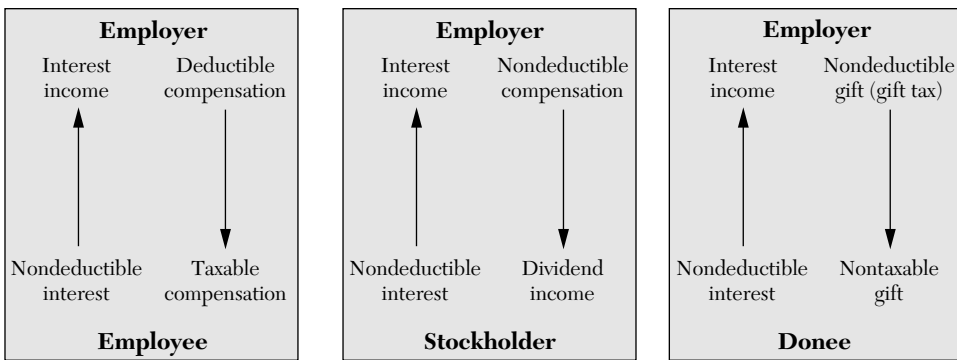 Employer
Interest
income
Deductible
compensation
Nondeductible
interest
Taxable
compensation
Employee
Employer
Interest
income
Nondeductible
compensation
Nondeductible
interest
Dividend
income
Stockholder
Employer
Interest
income
Nondeductible
gift (gift tax)
Nondeductible
interest
Nontaxable
gift
Donee